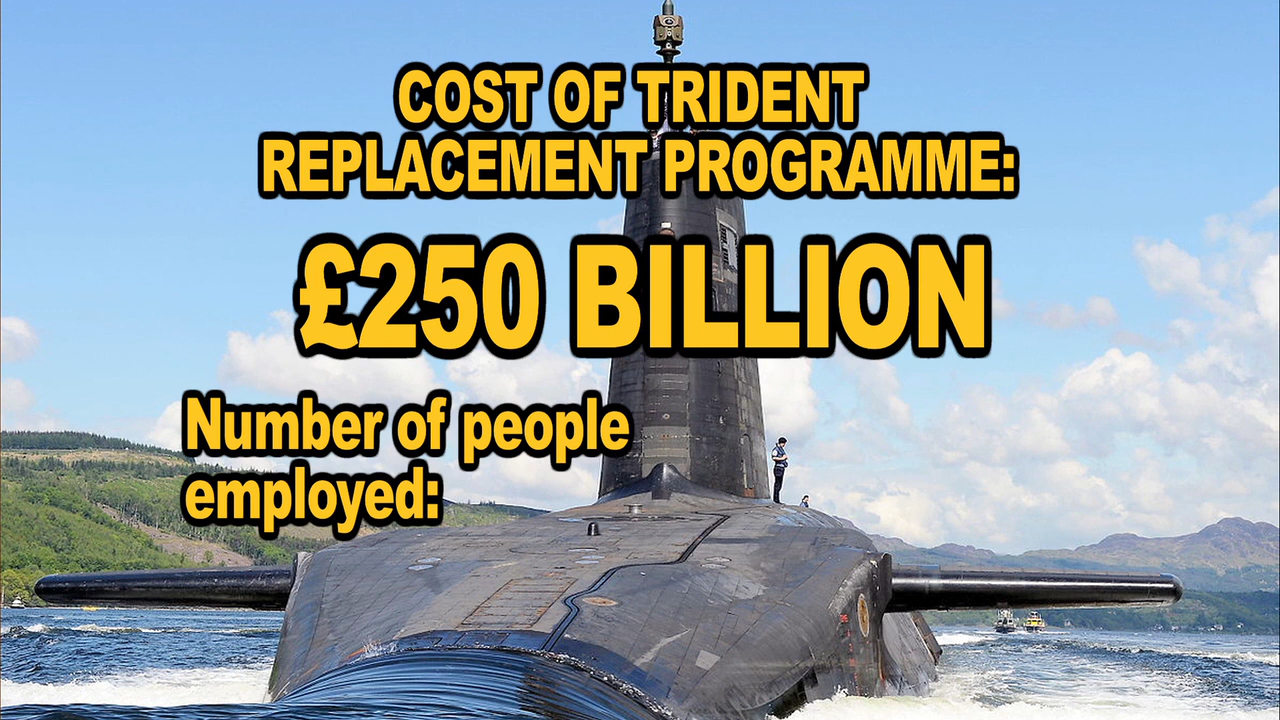 COST OF TRIDENT
REPLACEMENT PROGRAMME:
£250 BILLION
Number of people
employed: